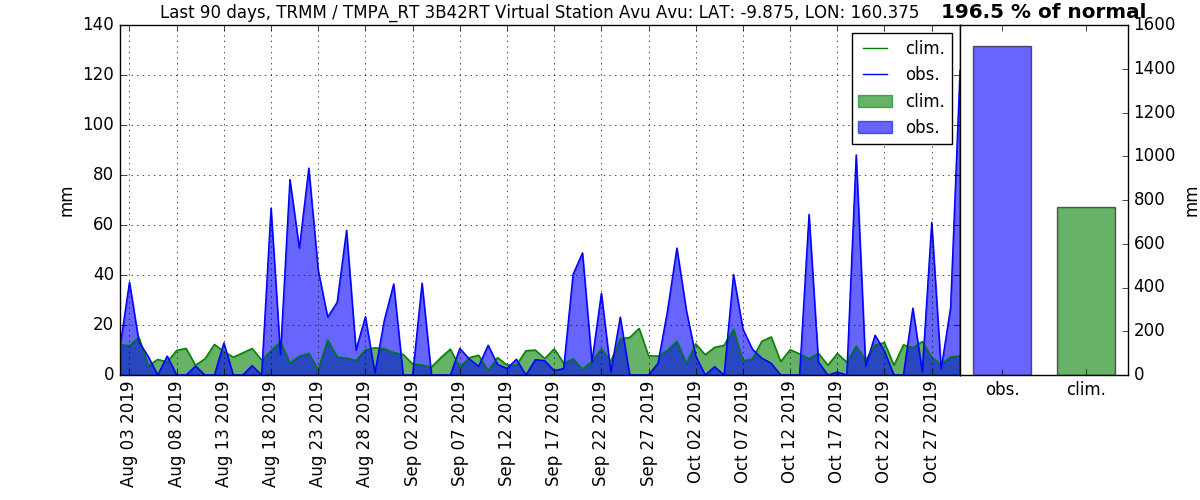 Last 90 days, TRMM / TMPA_RT 3B42RT Virtual Station Avu Avu: LAT: -9.875, LON: 160.375
196.5 % of normal
140
120
100
80
60
40
20
0
mm
clim.
obs.
clim.
obs.
1600
1400
1200
1000
800
600
400
200
0
mm
Aug 03 2019
Aug 08 2019
Aug 13 2019
Aug 18 2019
Aug 23 2019
Aug 28 2019
Sep 02 2019
Sep 07 2019
Sep 12 2019
Sep 17 2019
Sep 22 2019
Sep 27 2019
Oct 02 2019
Oct 07 2019
Oct 12 2019
Oct 17 2019
Oct 22 2019
Oct 27 2019
obs.
clim.